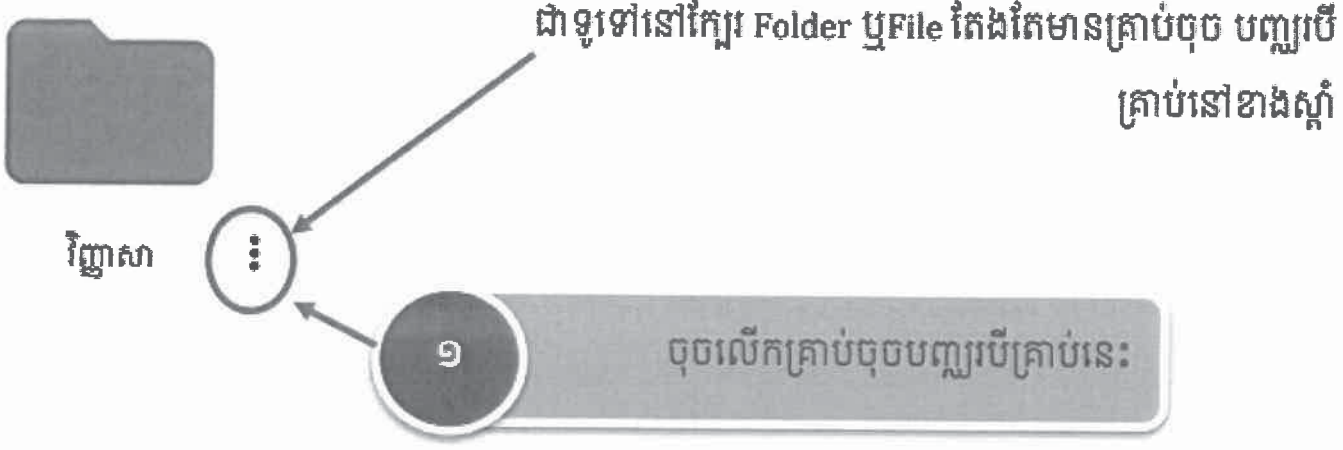 ជាទូទៅនៅក្បែរ Folder ឬFile តែងតែមានគ្រាប់ចុច បញ្ឈរបី
គ្រាប់នៅខាងស្តាំ
វិញ្ញាសា
១
ចុចលើកគ្រាប់ចុចបញ្ឈរបីគ្រាប់នេះ